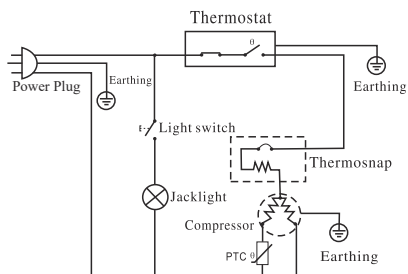 Thermostat
θ
Power Plug
Earthing
Earthing
Light switch
Thermosnap
Jacklight
Compressor
PTC θ
Earthing